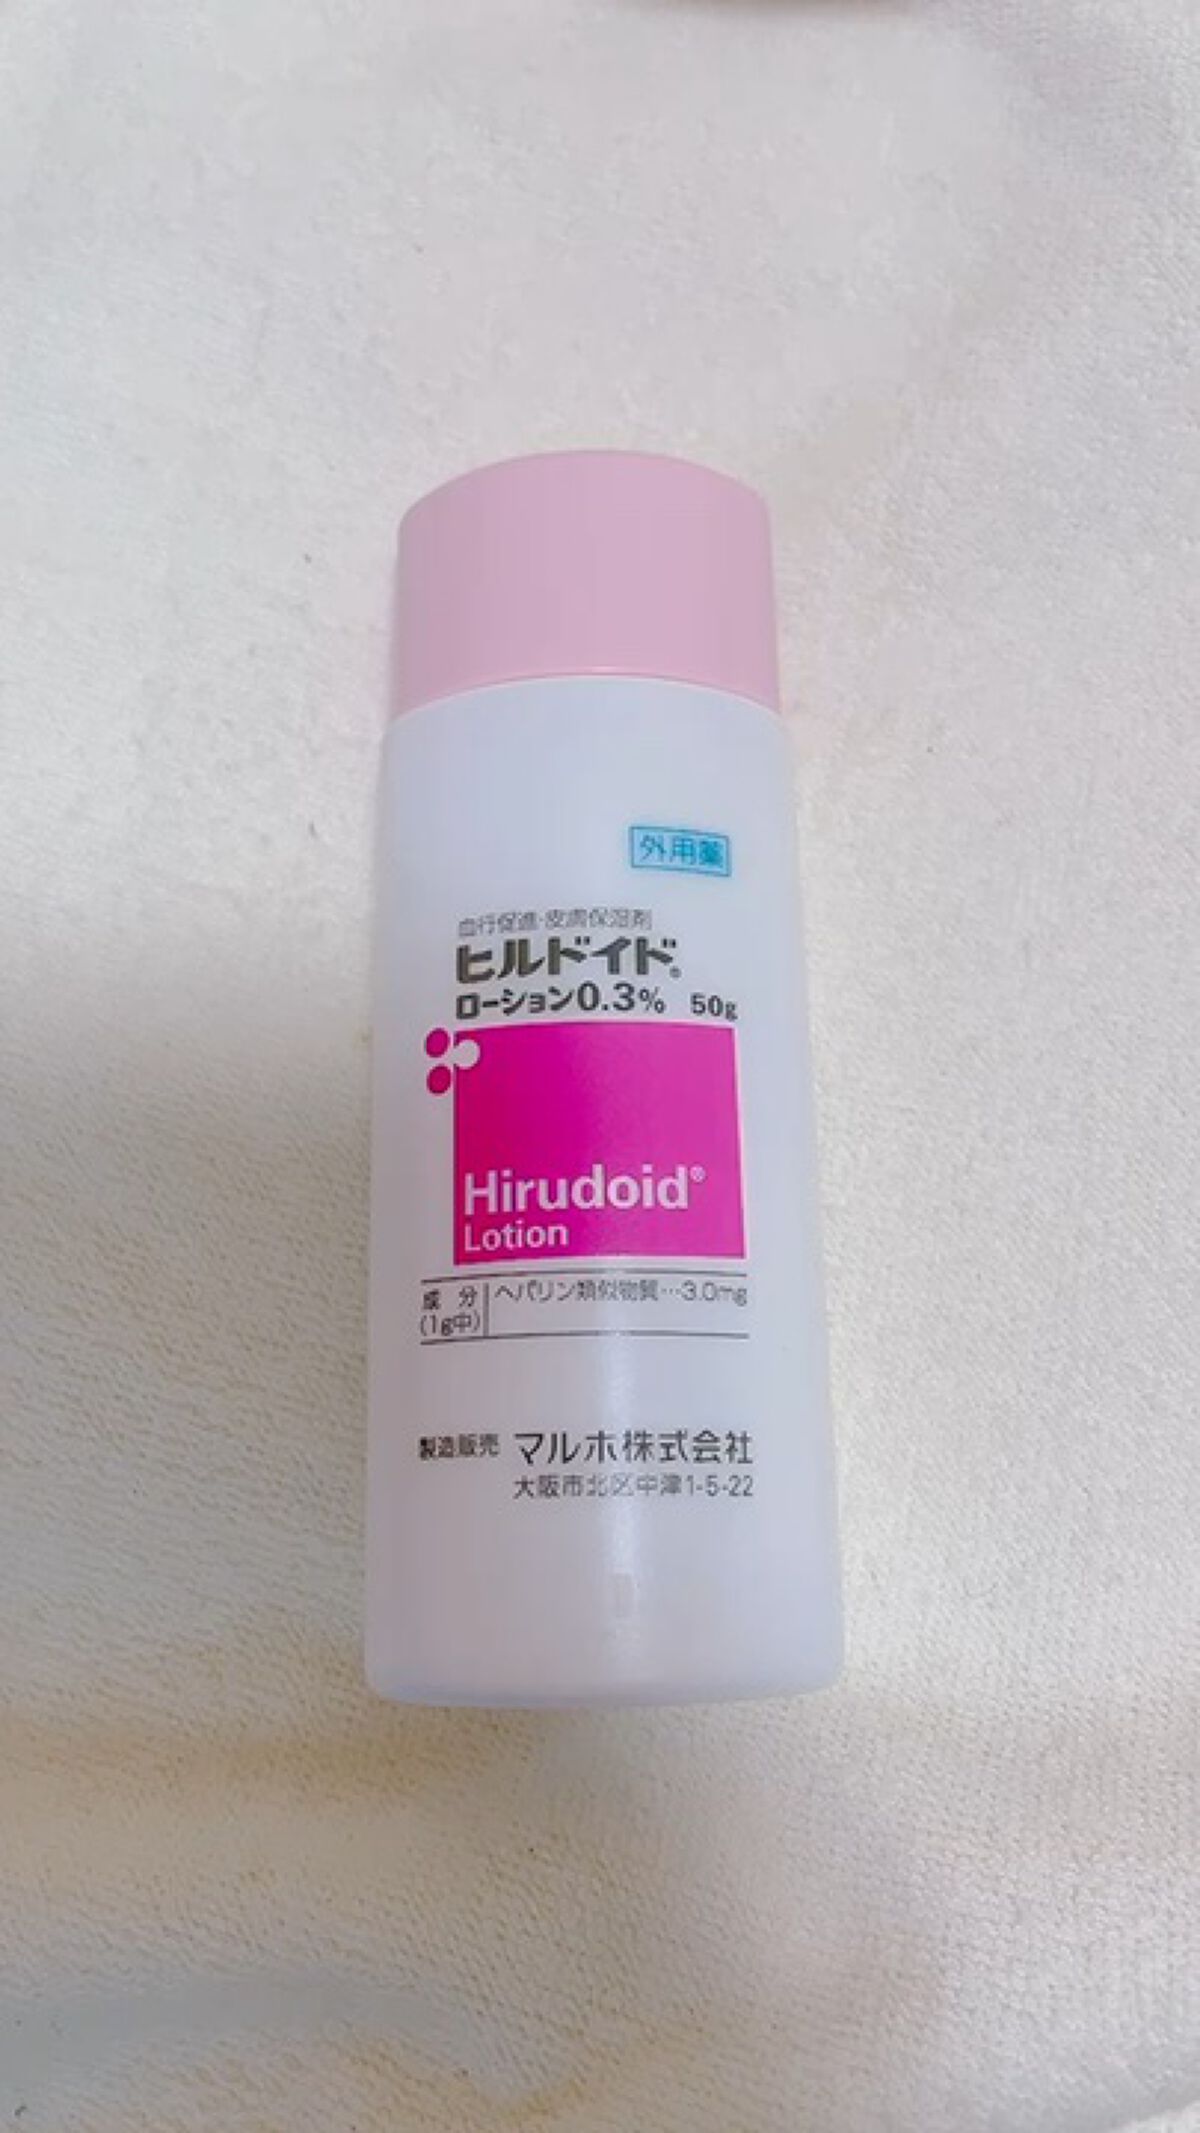 外用薬
血行促進・皮膚保湿剤
ヒルドイド®
ローション0.3% 50g
Hirudoid®
Lotion
成 分 ヘパリン類似物質…3.0mg
(1g中)
製造販売 マルホ株式会社
大阪市北区中津1-5-22